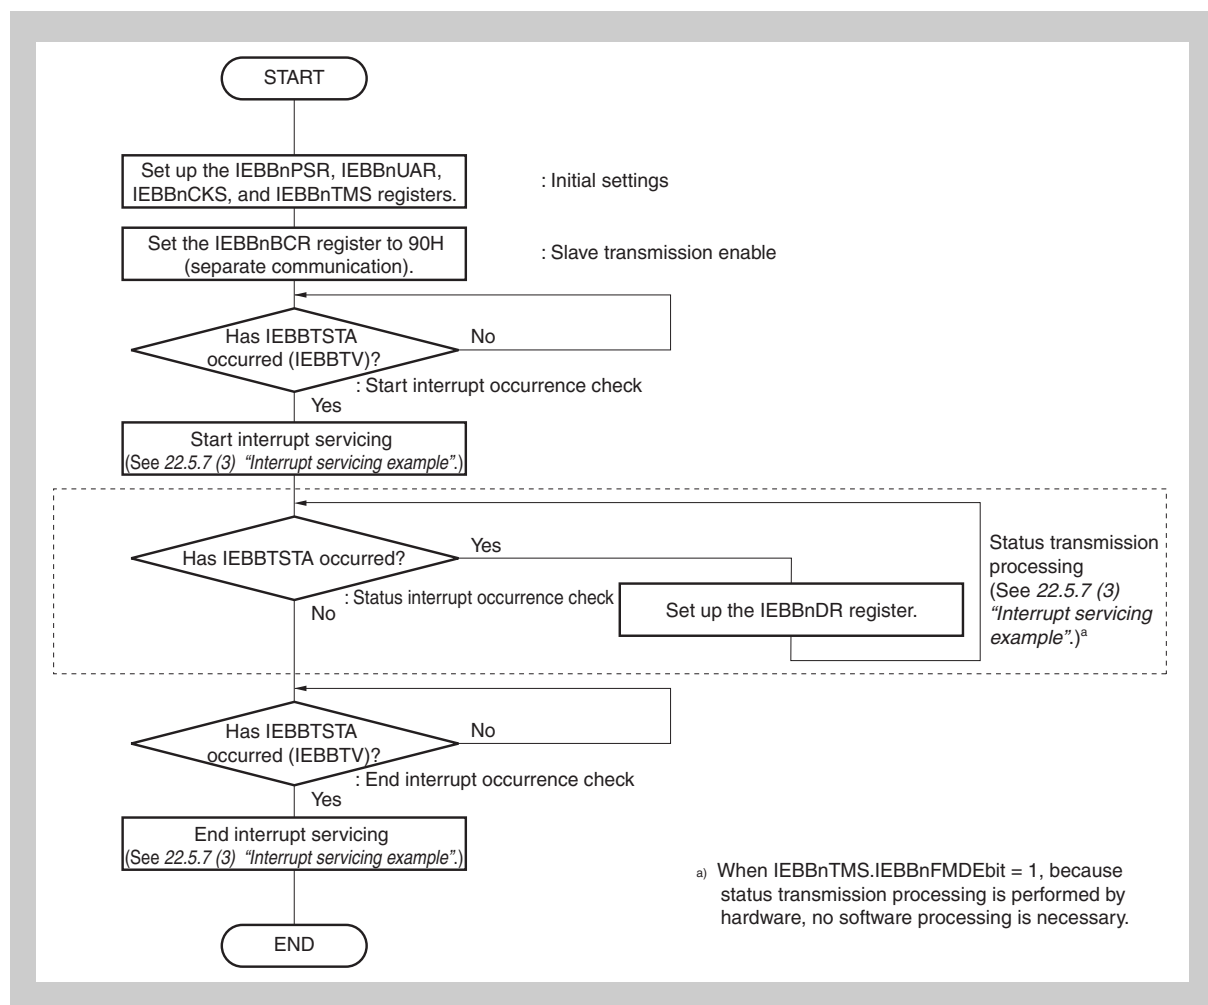 START
Set up the IEBBnPSR, IEBBnUAR,
IEBBnCKS, and IEBBnTMS registers.
: Initial settings
Set the IEBBnBCR register to 90H
(separate communication).
: Slave transmission enable
Has IEBBTSTA
occurred (IEBBTV)?
No
: Start interrupt occurrence check
Yes
Start interrupt servicing
(See 22.5.7 (3) “Interrupt servicing example”.)
Has IEBBTSTA occurred?
Yes
: Status interrupt occurrence check
No
Set up the IEBBnDR register.
Status transmission
processing
(See 22.5.7 (3)
“Interrupt servicing
example”.)a
Has IEBBTSTA
occurred (IEBBTV)?
No
: End interrupt occurrence check
Yes
End interrupt servicing
(See 22.5.7 (3) “Interrupt servicing example”.)
END
a) When IEBBnTMS.IEBBnFMDEbit = 1, because
status transmission processing is performed by
hardware, no software processing is necessary.